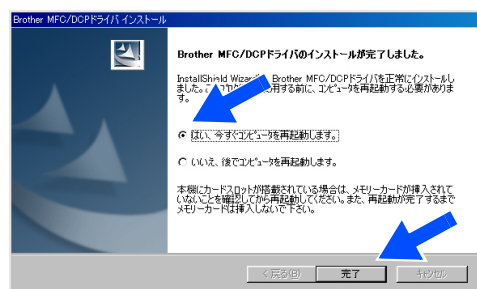 Brother MFC/DCPドライバ インストール
Brother MFC/DCPドライバのインストールが完了しました。
InstallShield Wizard Brother MFC/DCPドライバを正常にインストールし
ました。 用する前に、コンピュータを再起動する必要がありま
す。
はい、今すぐコンピュータを再起動します。
いいえ、後でコンピュータを再起動します。
本機にカードスロットが搭載されている場合は、メモリーカードが挿入されて
いないことを確認してから再起動してください。また、再起動が完了するまで
メモリーカードは挿入しないで下さい。
< 戻る(B)
完了
キャンセル